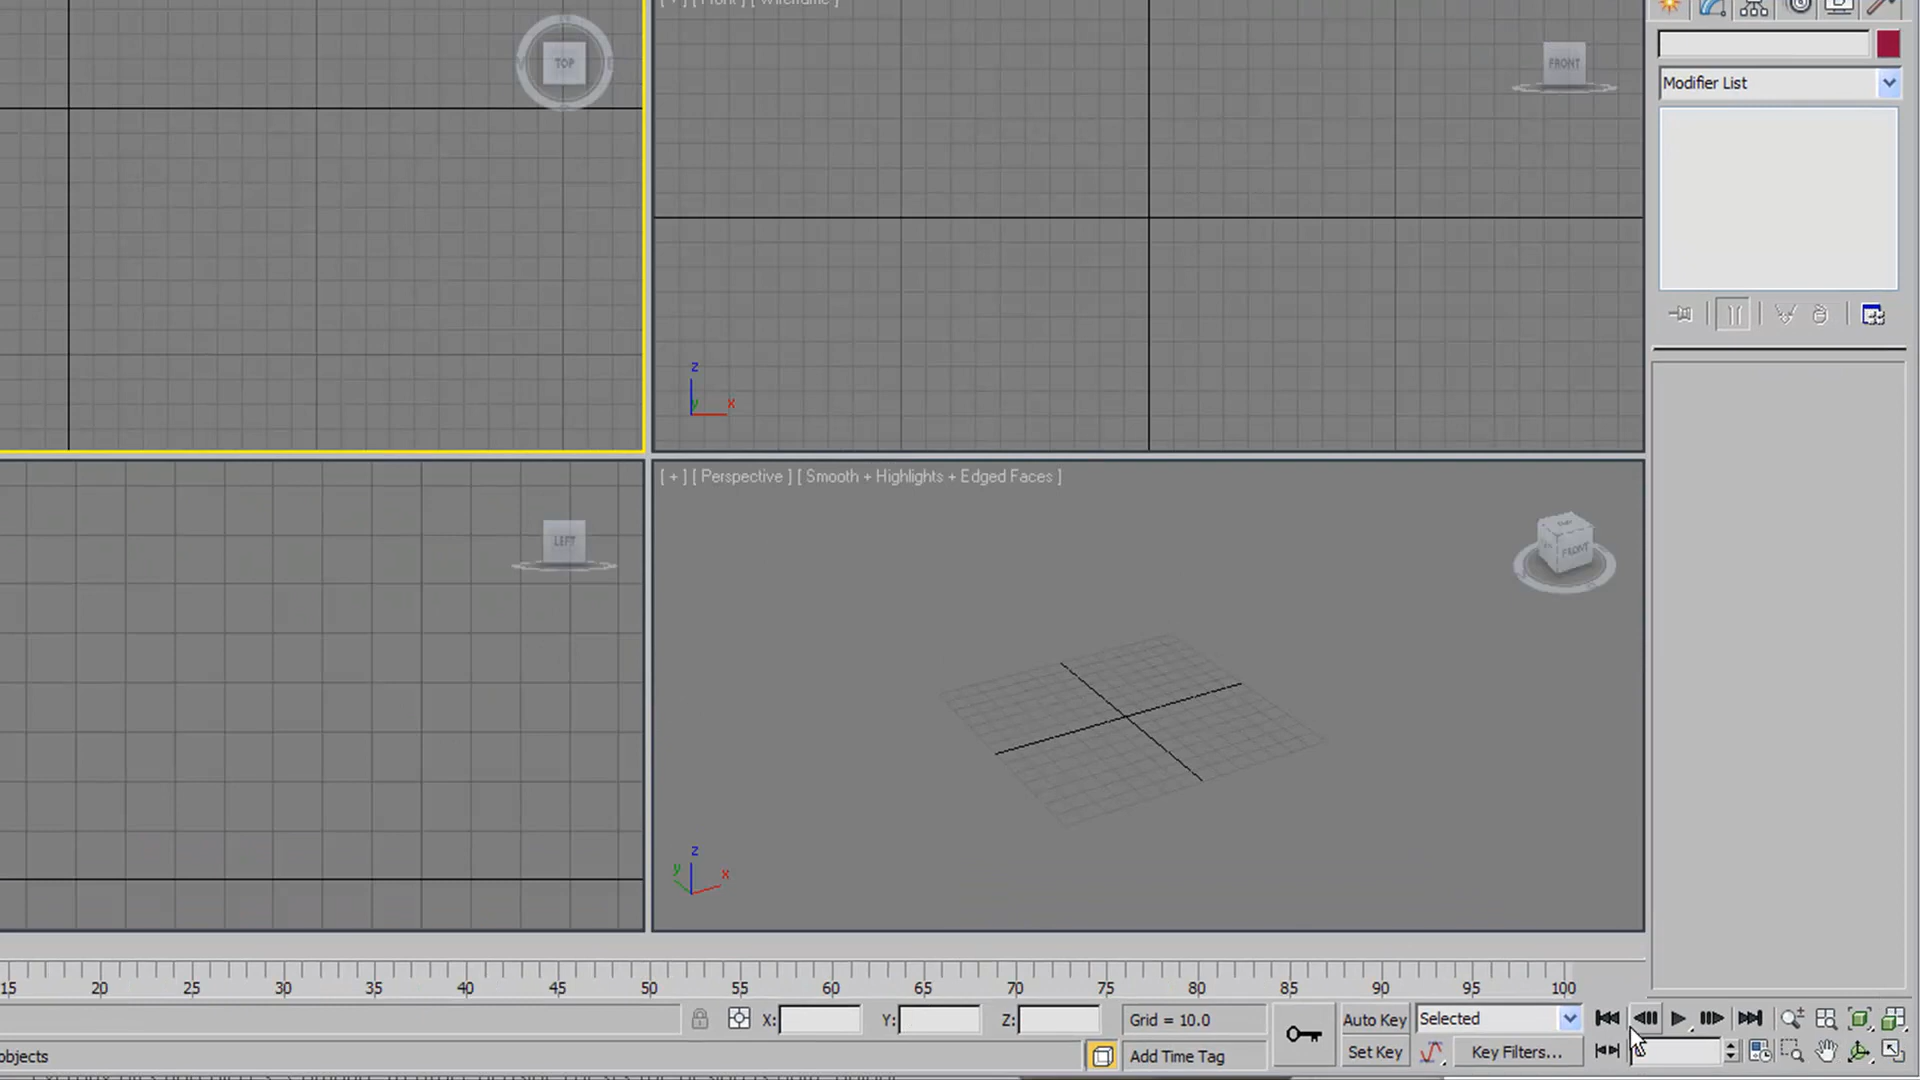 [ + ] [ Front ] [ Wireframe ]
TOP
FRONT
Modifier List
z
y
x
LEFT
[ + ] [ Perspective ] [ Smooth + Highlights + Edged Faces ]
FRONT
z
y
x
15 20 25 30 35 40 45 50 55 60 65 70 75 80 85 90 95 100
X: Y: Z: Grid = 10.0 Auto Key Selected
objects Add Time Tag Set Key Key Filters...